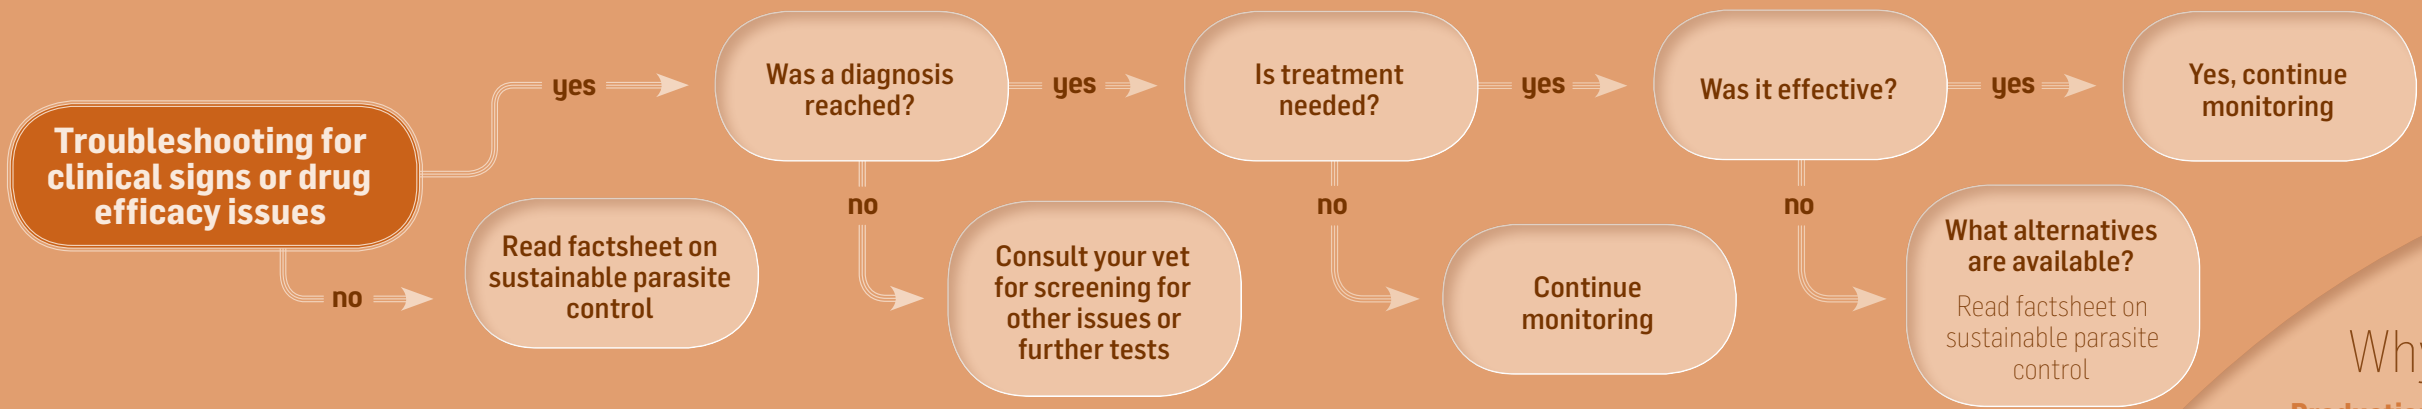 Troubleshooting for
clinical signs or drug
efficacy issues
yes
no
Read factsheet on
sustainable parasite
control
Was a diagnosis
reached?
yes
no
Consult your vet
for screening for
other issues or
further tests
Is treatment
needed?
yes
no
Continue
monitoring
Was it effective?
yes
no
What alternatives
are available?
Read factsheet on
sustainable parasite
control
Yes, continue
monitoring
Why